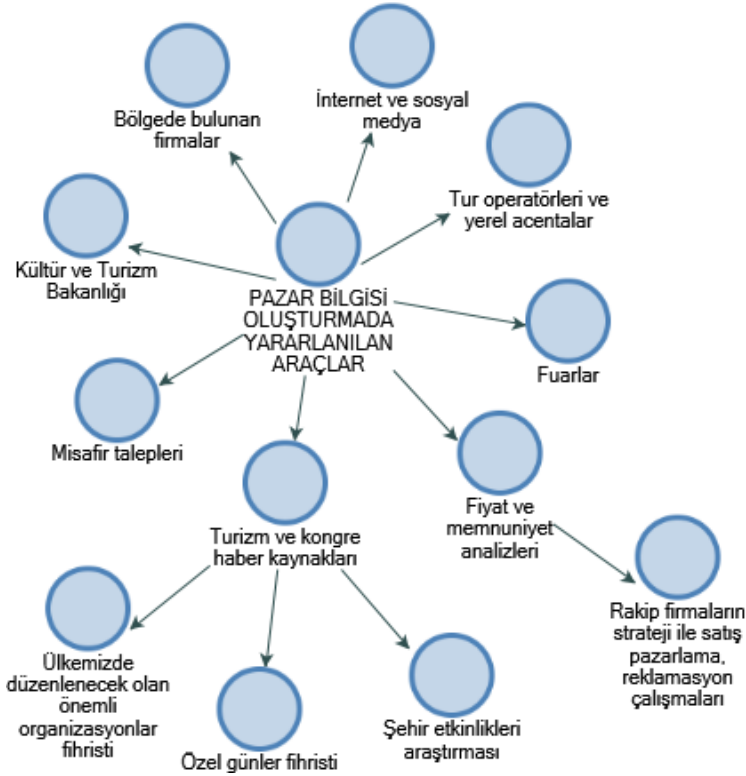 İnternet ve sosyal
medya
Bölgede bulunan
firmalar
Tur operatörleri ve
yerel acentalar
Kültür ve Turizm
Bakanlığı
PAZAR BİLGİSİ
OLUŞTURMADA
YARARLANILAN
ARAÇLAR
Fuarlar
Misafir talepleri
Fiyat ve
memnuniyet
analizleri
Turizm ve kongre
haber kaynakları
Rakip firmaların
strateji ile satış
pazarlama,
reklamasyon
çalışmaları
Ülkemizde
düzenlenecek olan
önemli
organizasyonlar
fihristi
Özel günler fihristi
Şehir etkinlikleri
araştırması